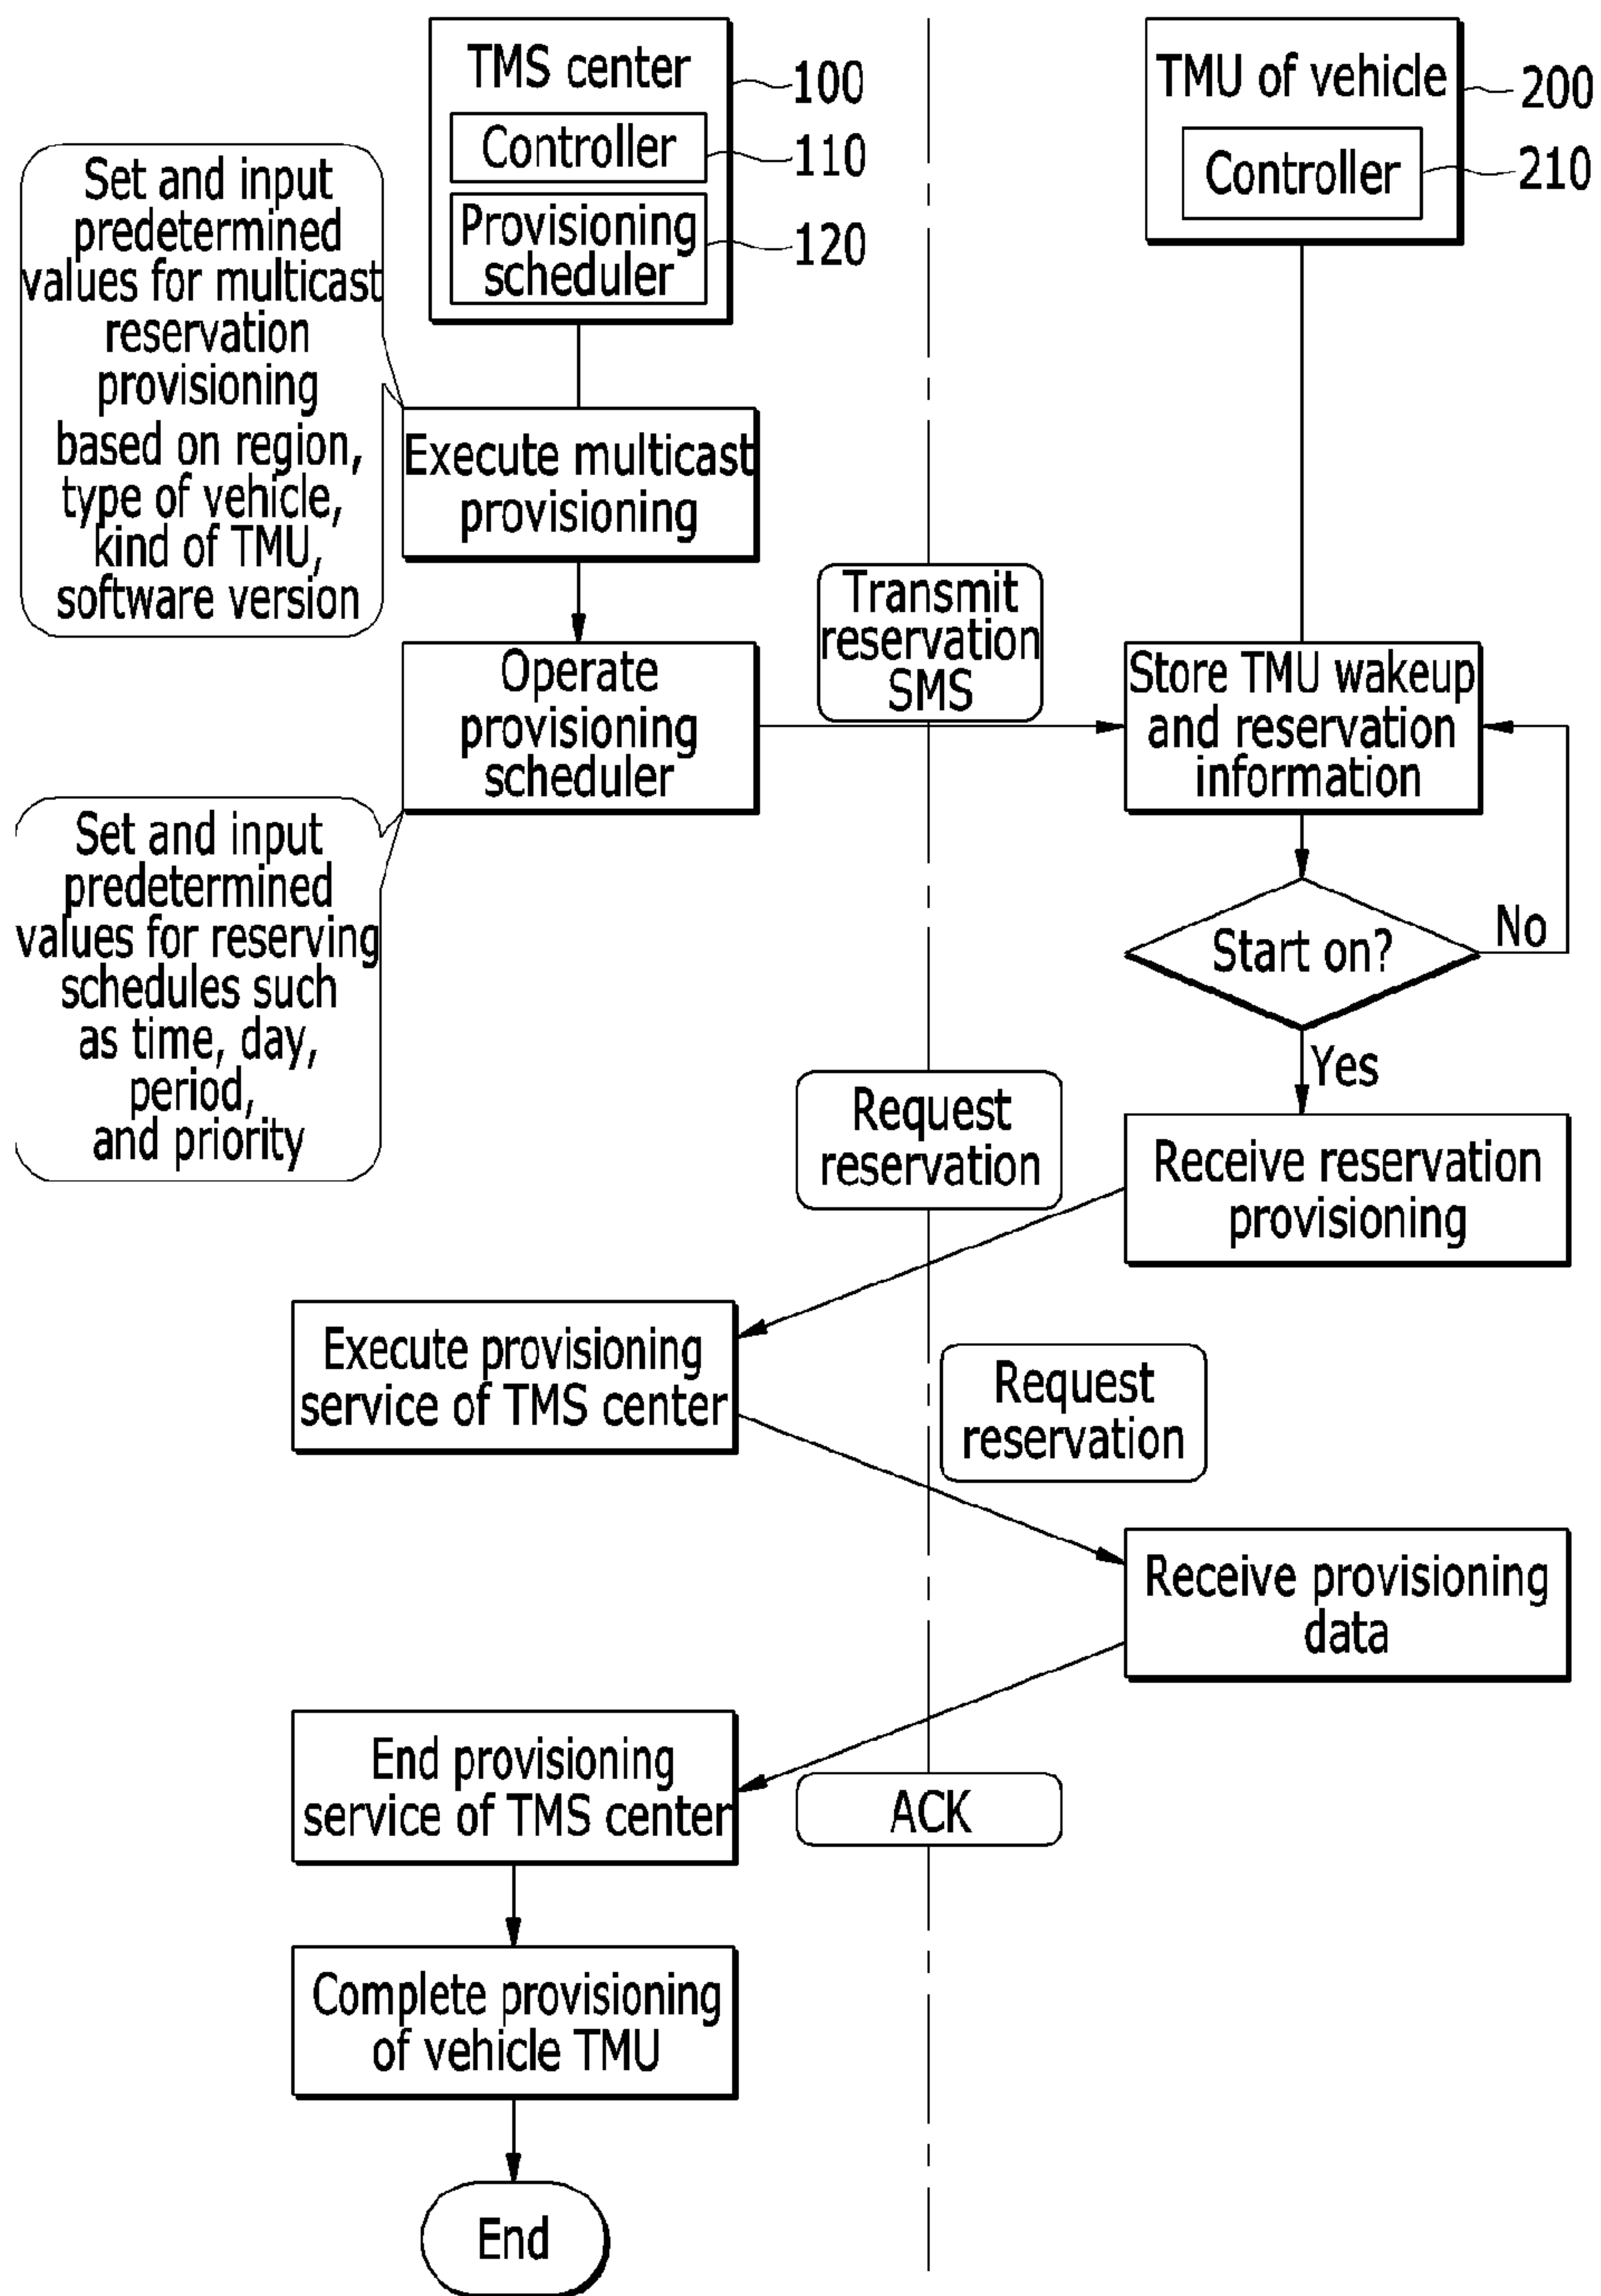 TMS center
100
Controller
110
Provisioning
scheduler
120
TMU of vehicle
200
Controller
210
Set and input
predetermined
values for multicast
reservation
provisioning
based on region,
type of vehicle,
kind of TMU,
software version
Execute multicast
provisioning
Operate
provisioning
scheduler
Transmit
reservation
SMS
Store TMU wakeup
and reservation
information
Set and input
predetermined
values for reserving
schedules such
as time, day,
period,
and priority
Start on?
No
Yes
Request
reservation
Receive reservation
provisioning
Execute provisioning
service of TMS center
Request
reservation
Receive provisioning
data
End provisioning
service of TMS center
ACK
Complete provisioning
of vehicle TMU
End